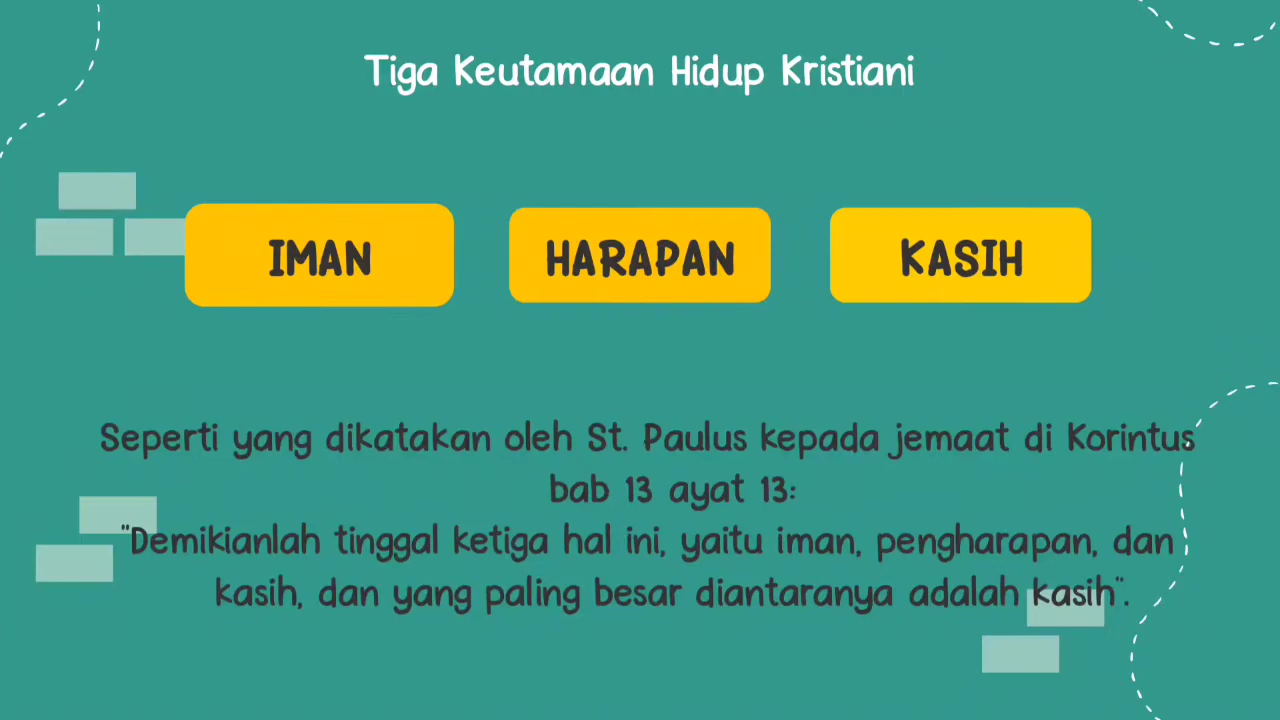 Tiga Keutamaan Hidup Kristiani
IMAN
HARAPAN
KASIH
Seperti yang dikatakan oleh St. Paulus kepada jemaat di Korintus
bab 13 ayat 13:
"Demikianlah tinggal ketiga hal ini, yaitu iman, pengharapan, dan
kasih, dan yang paling besar diantaranya adalah kasih".